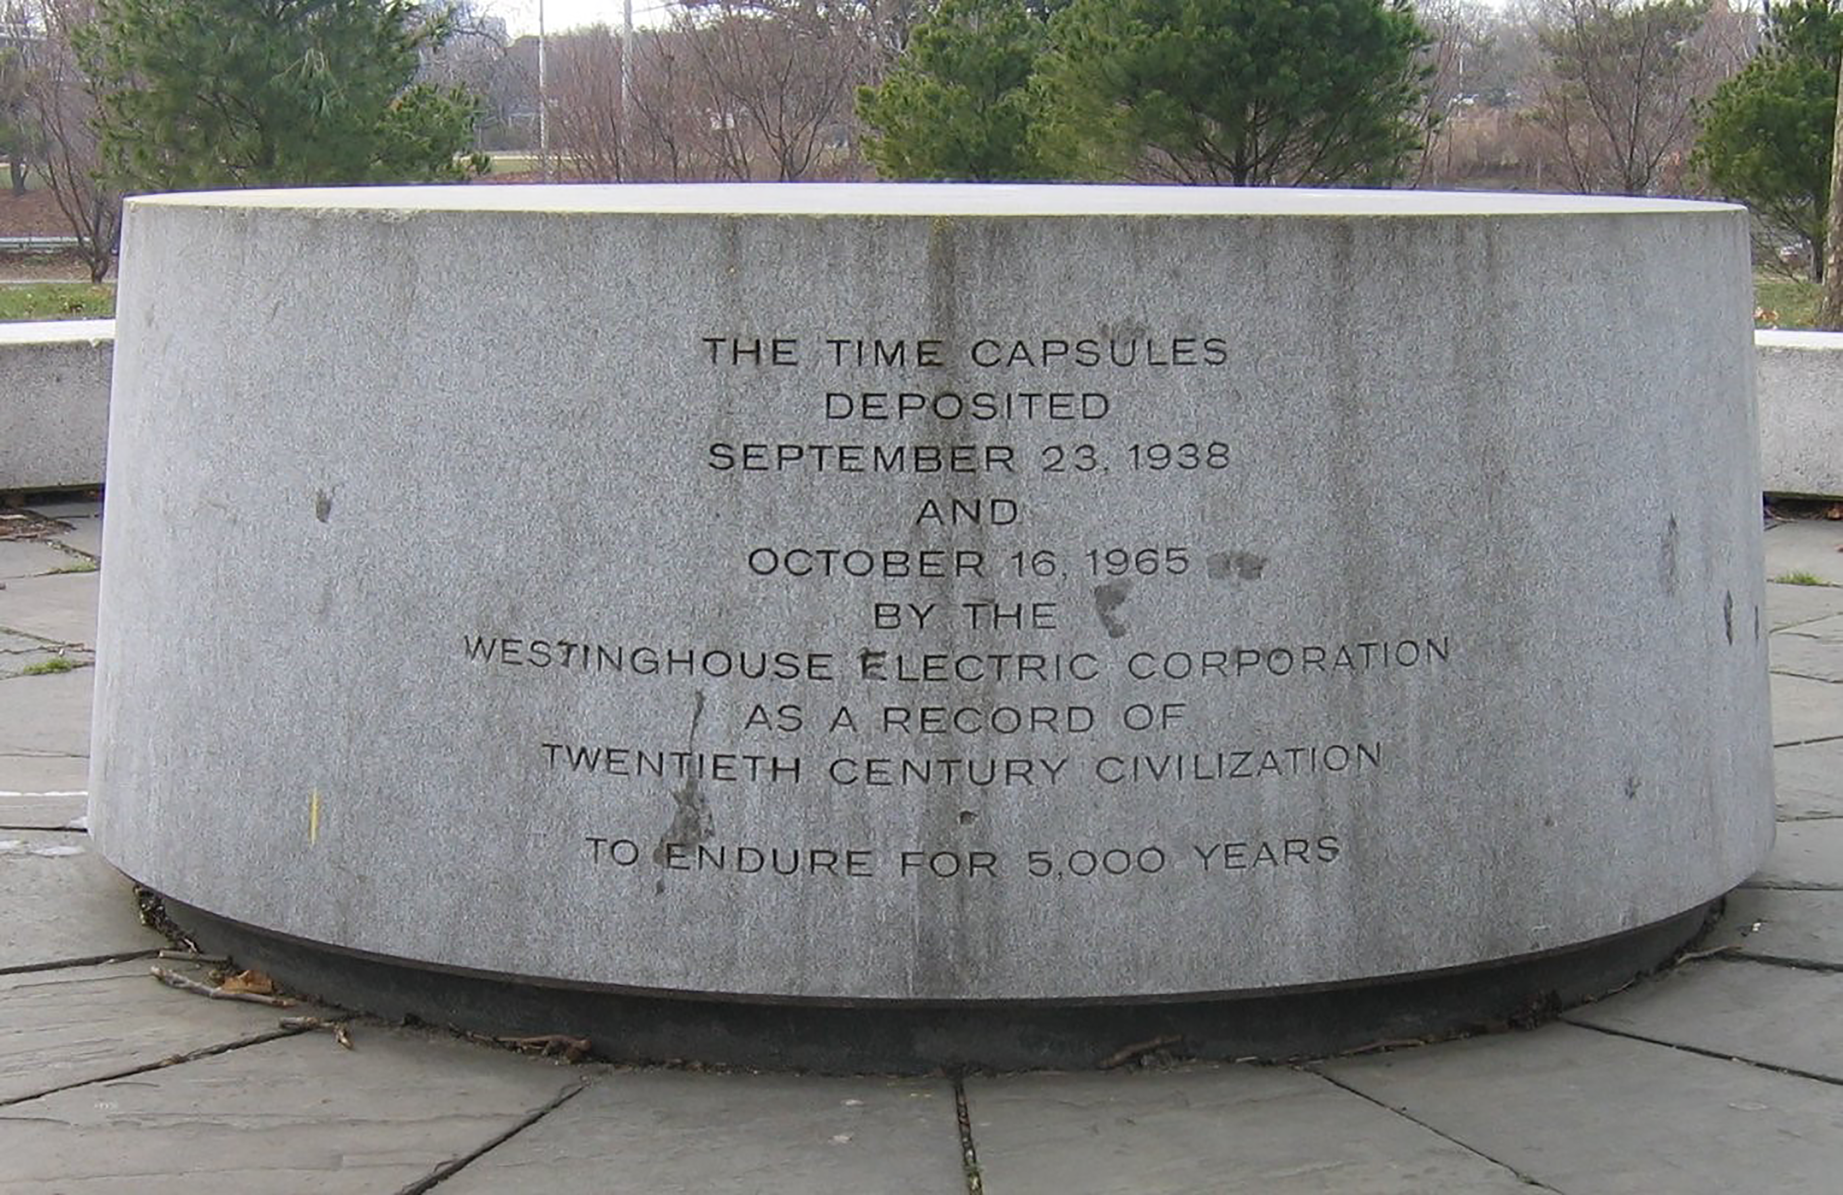 THE TIME CAPSULES
DEPOSITED
SEPTEMBER 23, 1938
AND
OCTOBER 16, 1965
BY THE
WESTINGHOUSE ELECTRIC CORPORATION
AS A RECORD OF
TWENTIETH CENTURY CIVILIZATION
TO ENDURE FOR 5,000 YEARS